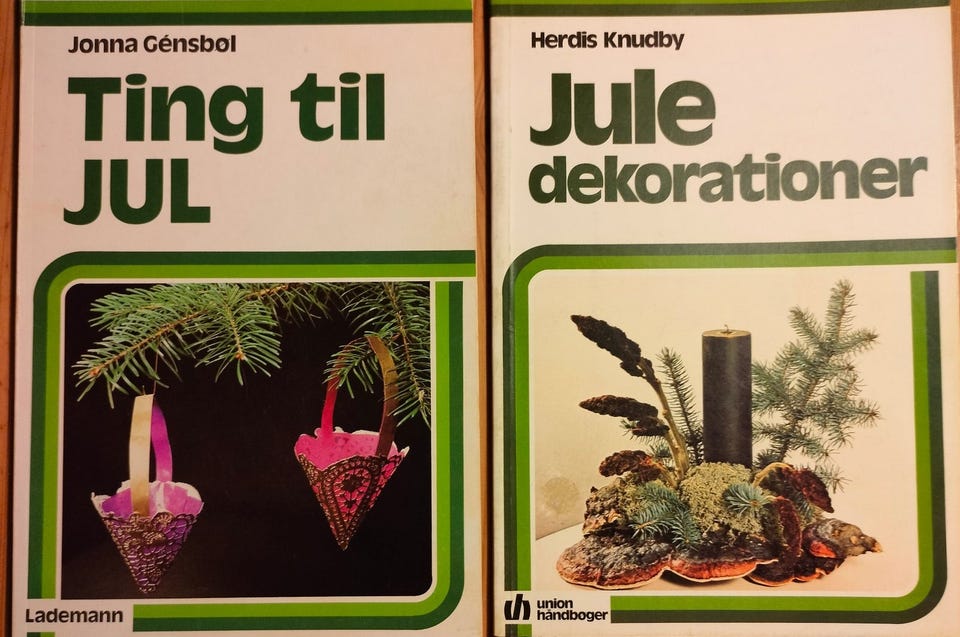 Jonna Génsbøl
Ting til
JUL
Lademann
Herdis Knudby
Jule
dekorationer
union
håndbøger